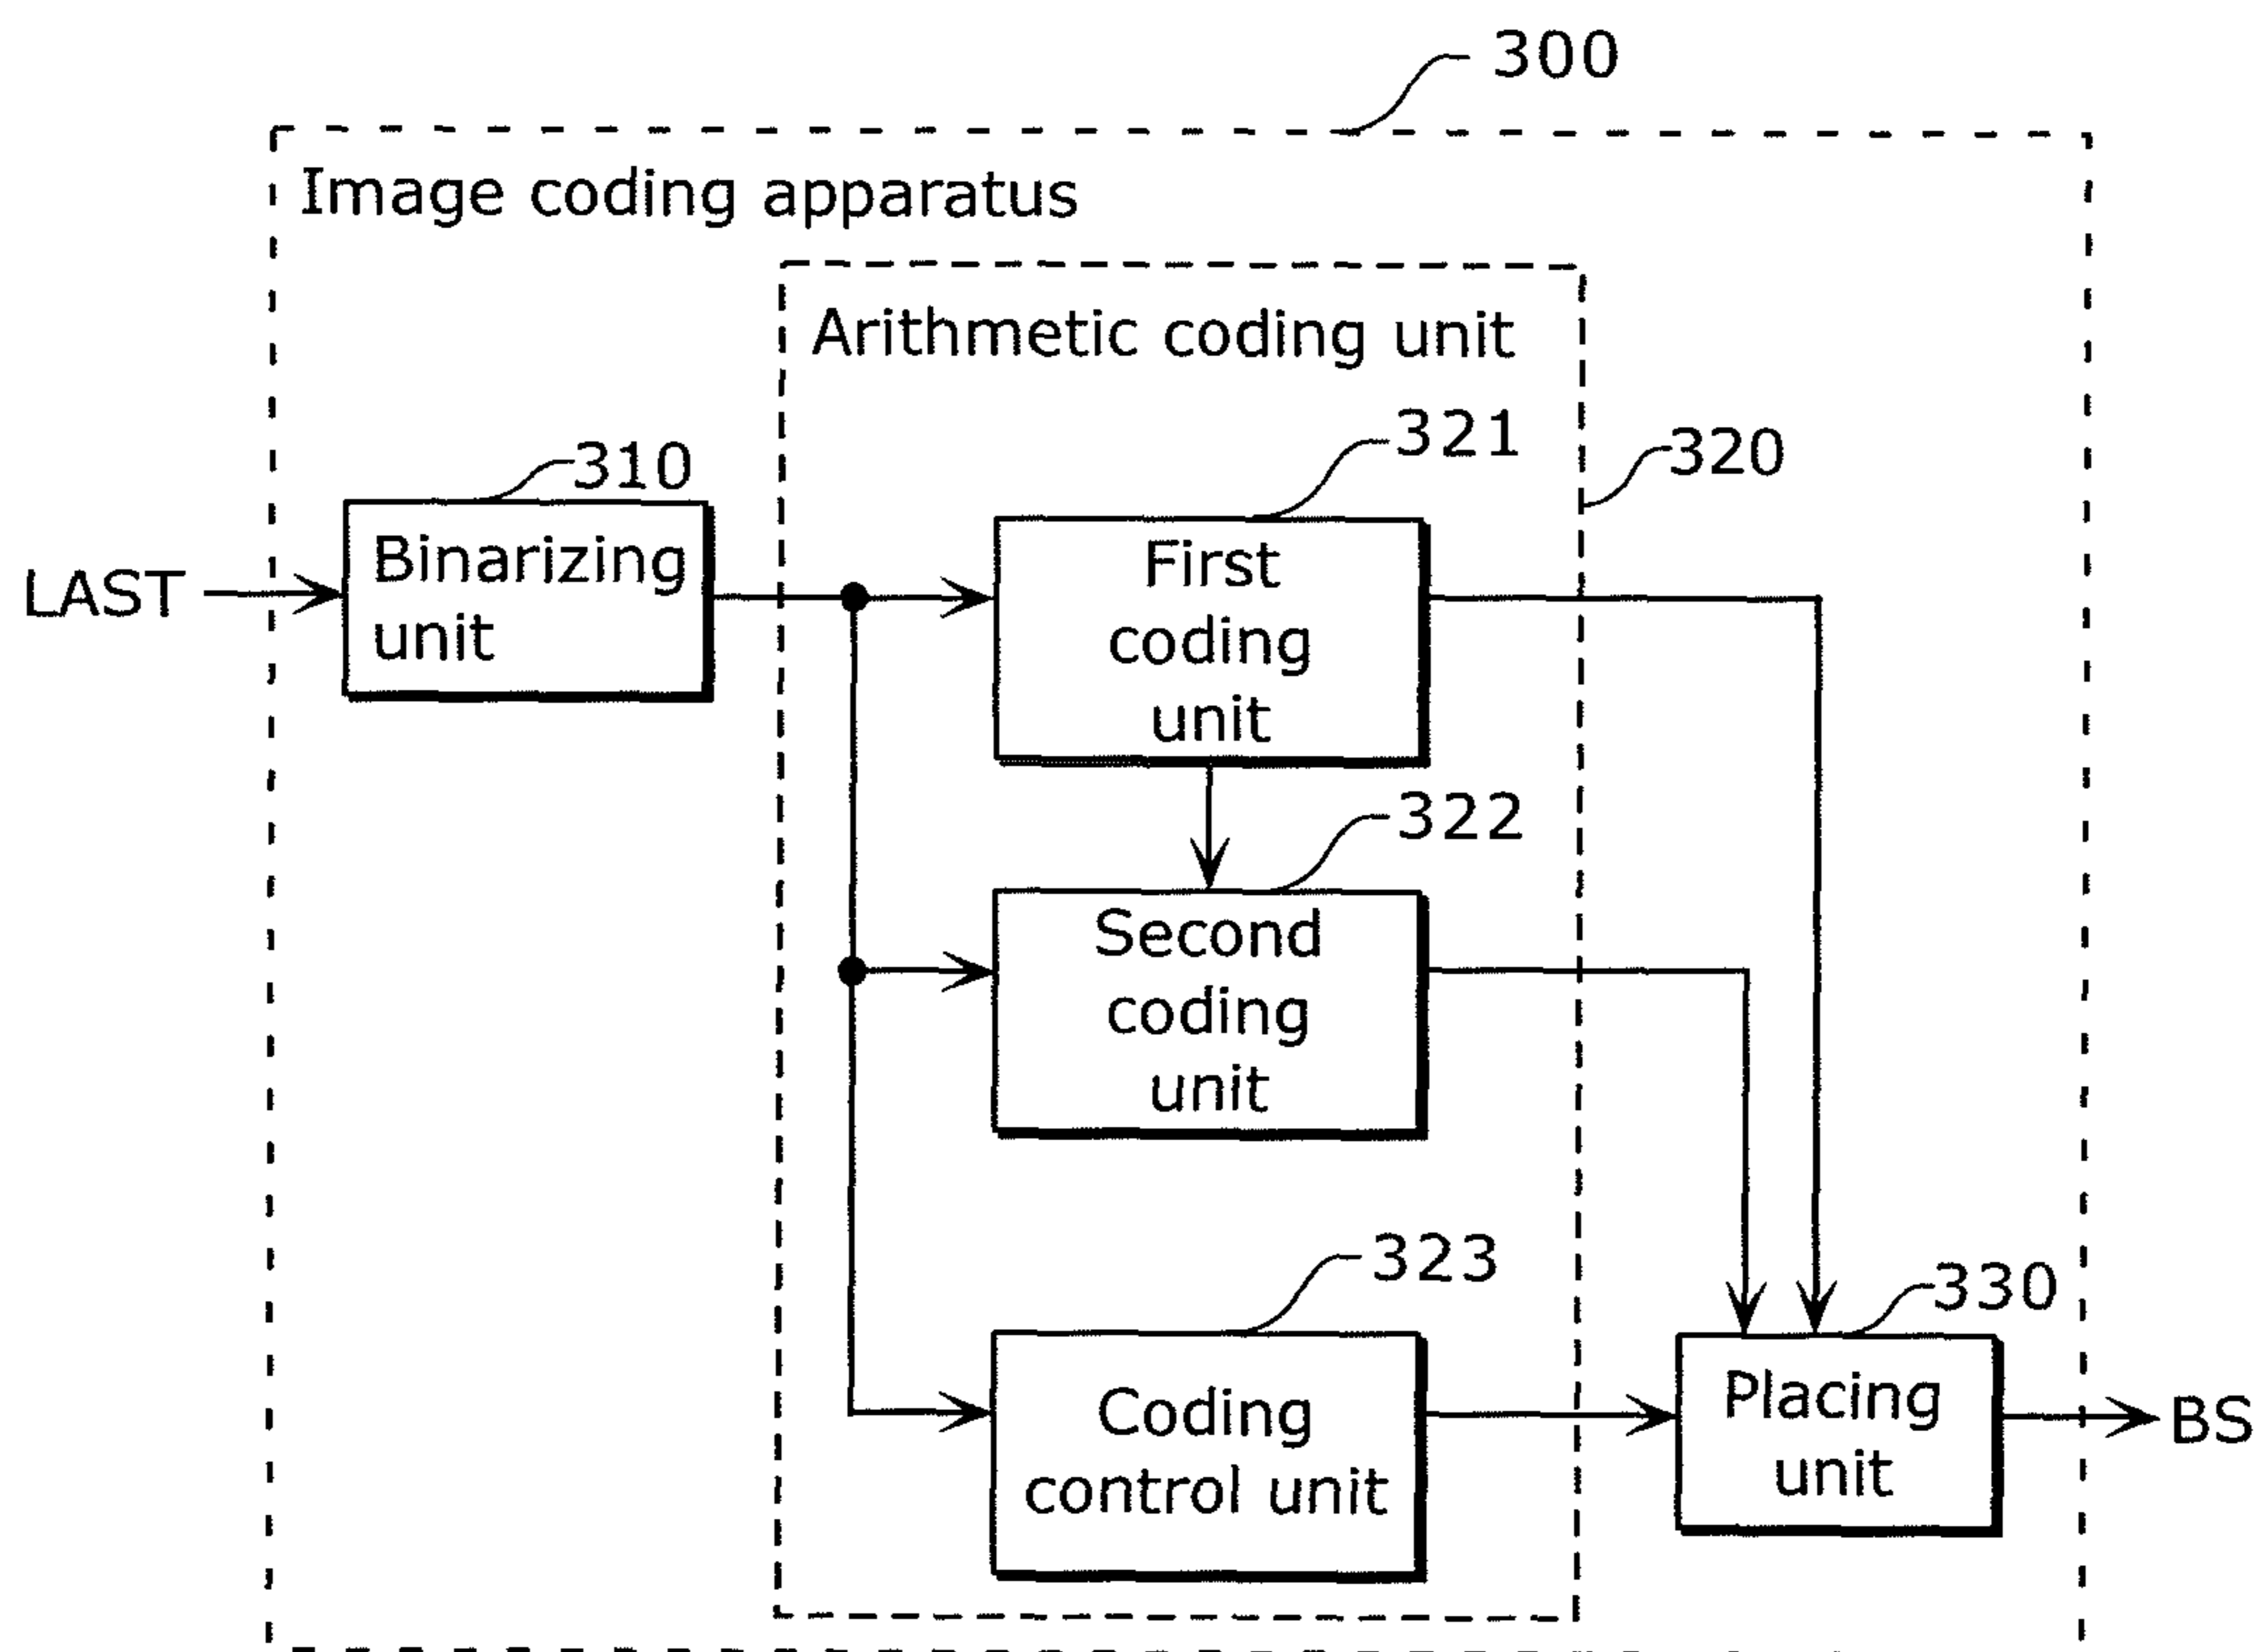 300
Image coding apparatus
Arithmetic coding unit
321
320
310
Binarizing
unit
LAST
First
coding
unit
322
Second
coding
unit
323
330
Coding
control unit
Placing
unit
BS